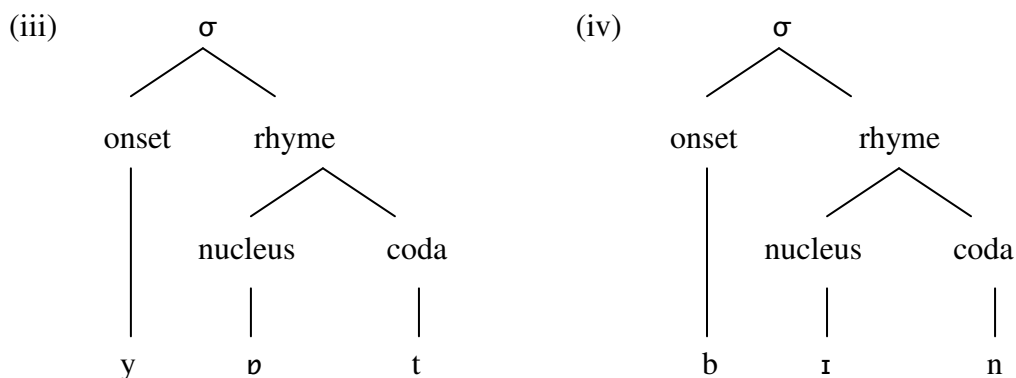 (iii) σ (iv) σ
onset rhyme onset rhyme
nucleus coda nucleus coda
y ɒ t b ɪ n